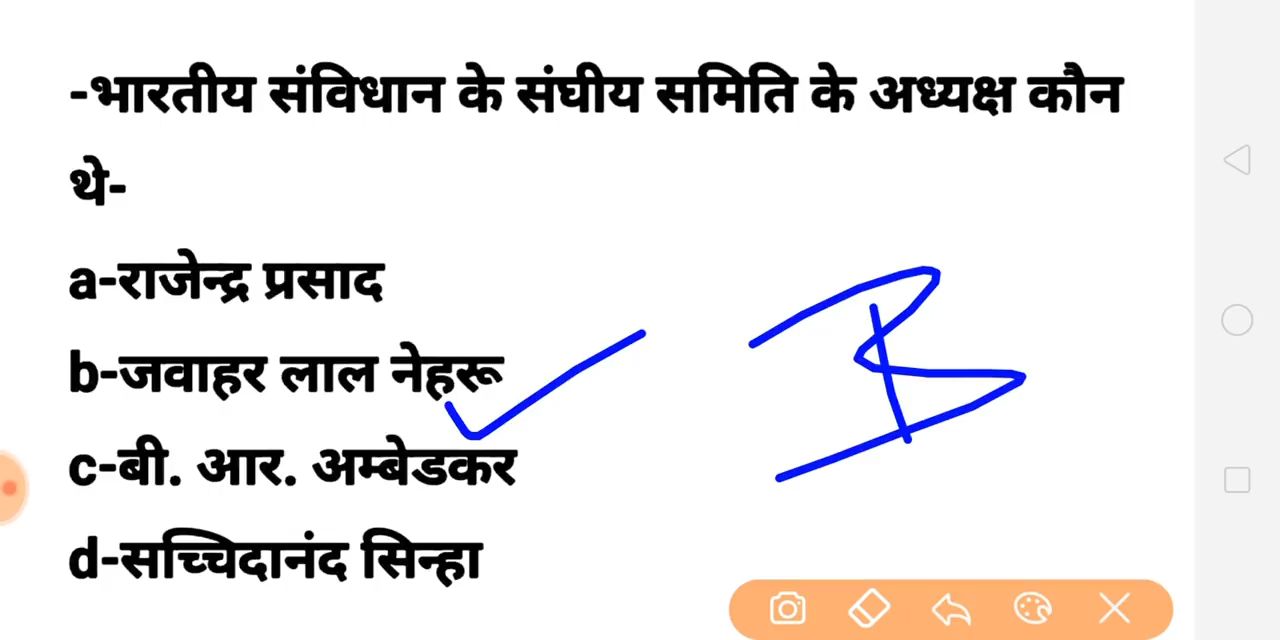 -भारतीय संविधान के संघीय समिति के अध्यक्ष कौन
थे-
a-राजेन्द्र प्रसाद
b-जवाहर लाल नेहरू
c-बी. आर. अम्बेडकर
d-सच्चिदानंद सिन्हा
B